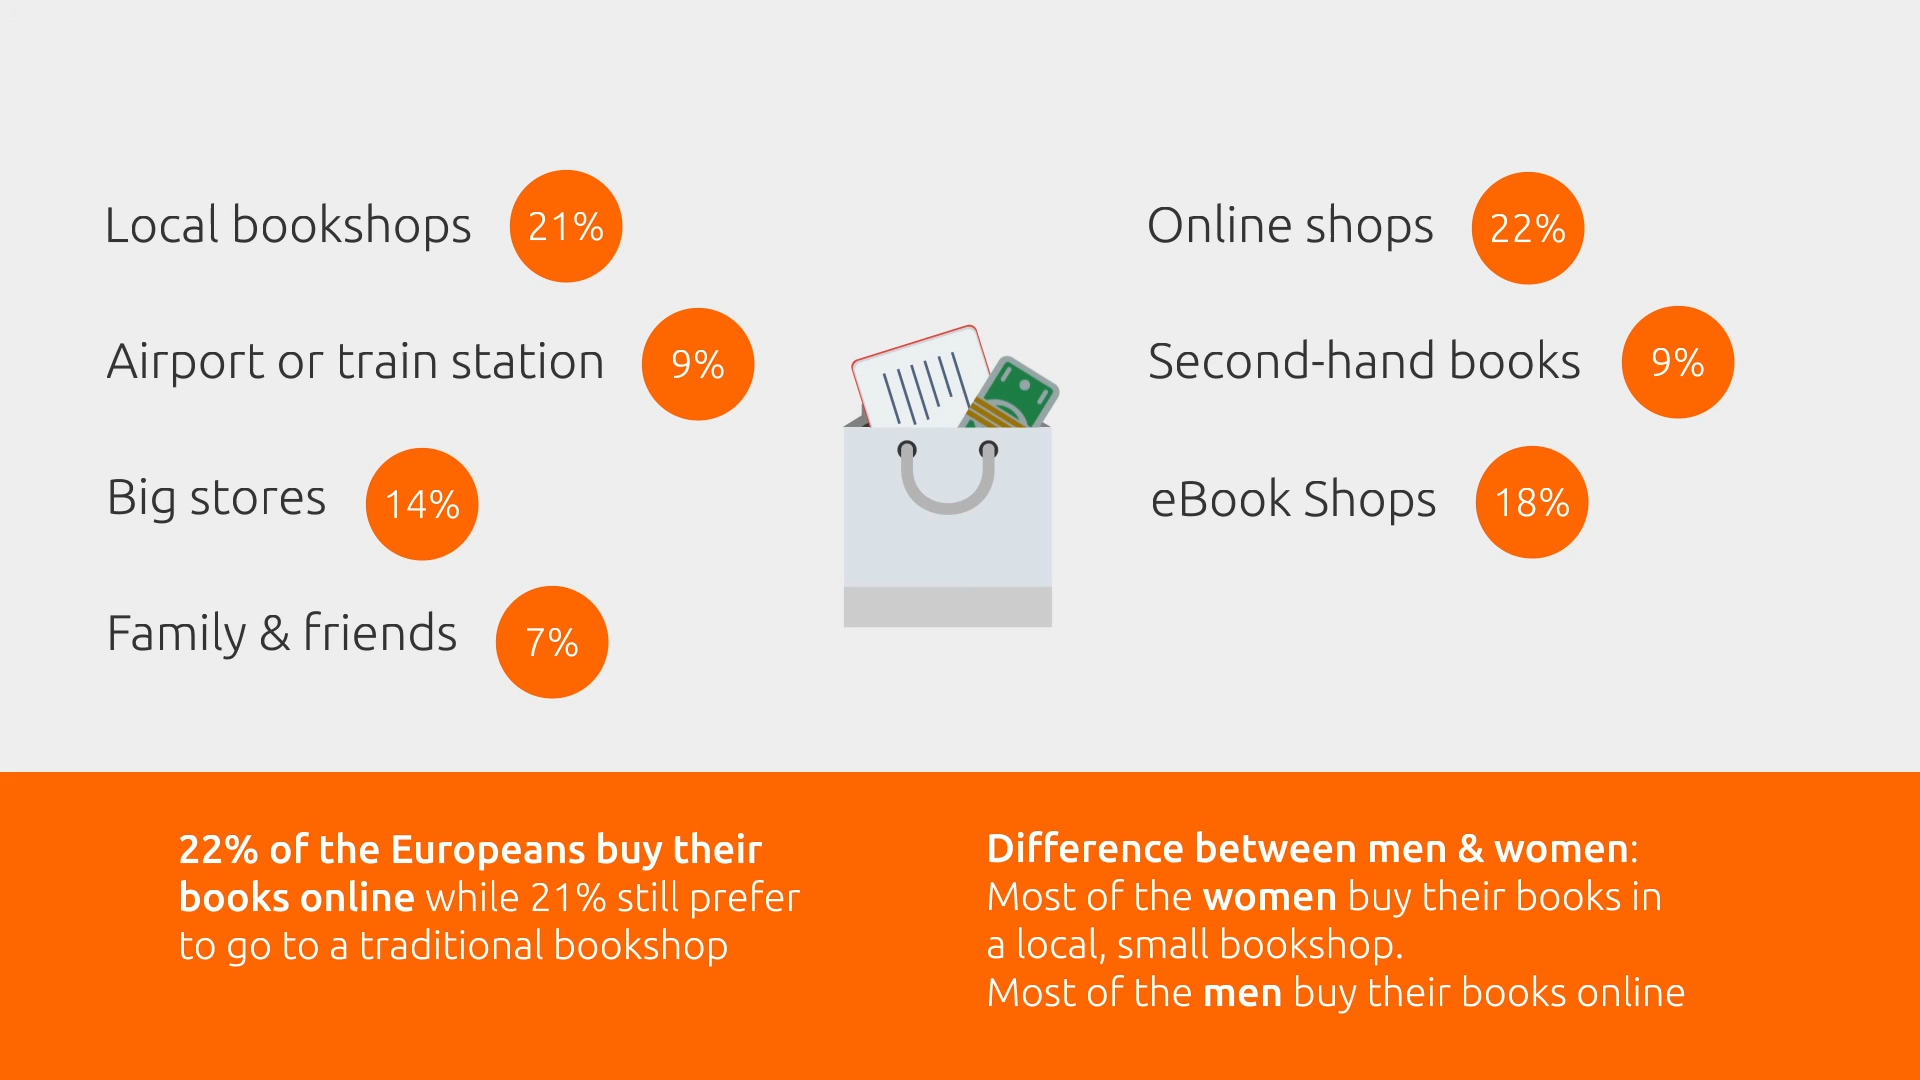 Local bookshops 21%
Airport or train station 9%
Big stores 14%
Family & friends 7%
Online shops 22%
Second-hand books 9%
eBook Shops 18%
22% of the Europeans buy their
books online while 21% still prefer
to go to a traditional bookshop
Difference between men & women:
Most of the women buy their books in
a local, small bookshop.
Most of the men buy their books online